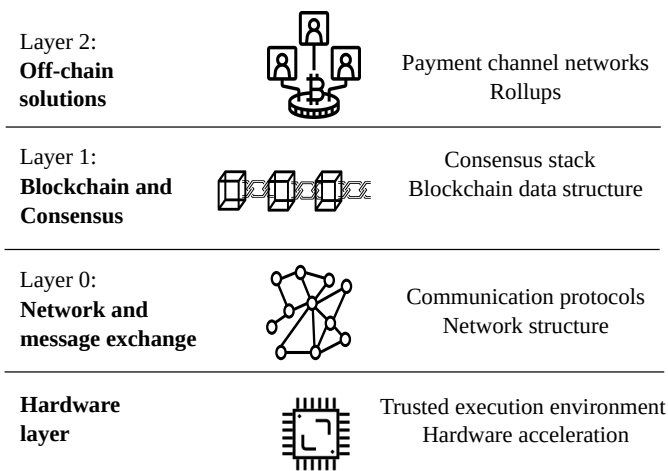 Layer 2:
Off-chain
solutions
Payment channel networks
Rollups
Layer 1:
Blockchain and
Consensus
Consensus stack
Blockchain data structure
Layer 0:
Network and
message exchange
Communication protocols
Network structure
Hardware
layer
Trusted execution environment
Hardware acceleration